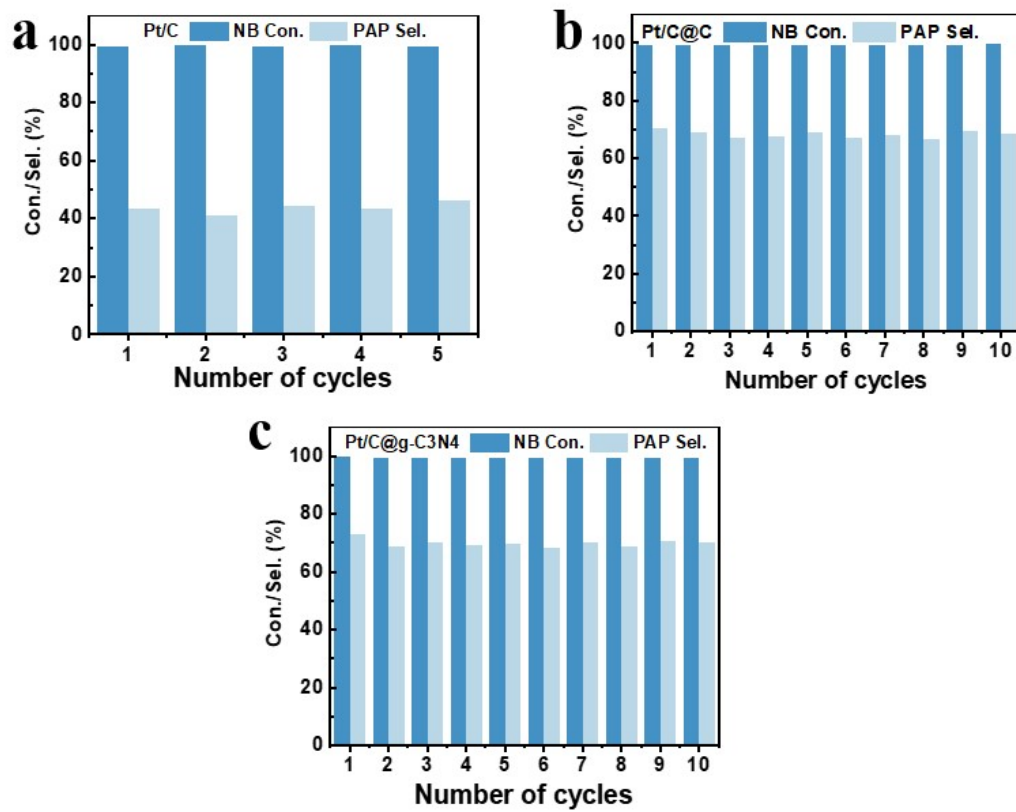 a
Pt/C NB Con. PAP Sel.
100
80
60
40
20
0
Con./Sel. (%)
1 2 3 4 5
Number of cycles
b
Pt/C@C NB Con. PAP Sel.
100
80
60
40
20
0
Con./Sel. (%)
1 2 3 4 5 6 7 8 9 10
Number of cycles
c
Pt/C@g-C3N4 NB Con. PAP Sel.
100
80
60
40
20
0
Con./Sel. (%)
1 2 3 4 5 6 7 8 9 10
Number of cycles